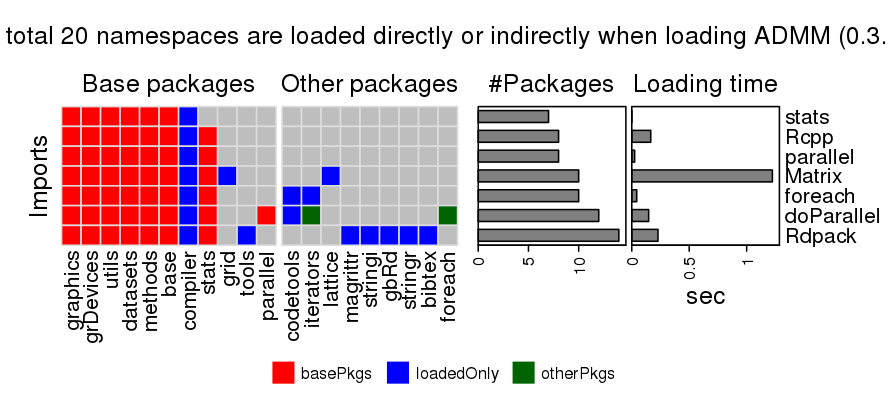 total 20 namespaces are loaded directly or indirectly when loading ADMM (0.3.
Base packages
Other packages
#Packages
Loading time
Imports
stats
Rcpp
parallel
Matrix
foreach
doParallel
Rdpack
graphics
grDevices
utils
datasets
methods
base
compiler
stats
grid
tools
parallel
codetools
iterators
lattice
magrittr
stringi
gbRd
stringr
bibtex
foreach
0
5
10
0
0.5
1
sec
basePkgs
loadedOnly
otherPkgs